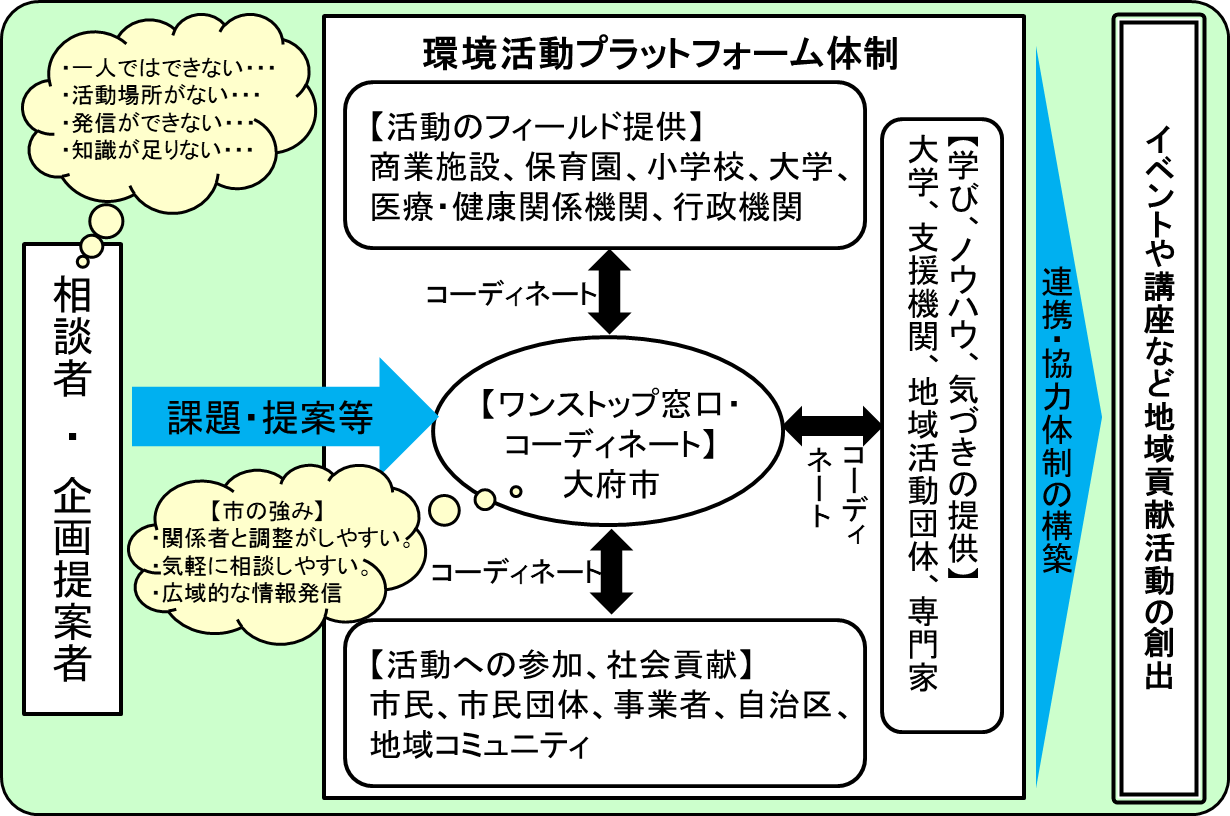 環境活動プラットフォーム体制
・一人ではできない・・・
・活動場所がない・・・
・発信ができない・・・
・知識が足りない・・・
相談者・企画提案者
課題・提案等
【市の強み】
・関係者と調整がしやすい。
・気軽に相談しやすい。
・広域的な情報発信
【活動のフィールド提供】
商業施設、保育園、小学校、大学、
医療・健康関係機関、行政機関
コーディネート
【ワンストップ窓口・
コーディネート】
大府市
コーディ
ネート
コーディネート
【活動への参加、社会貢献】
市民、市民団体、事業者、自治区、
地域コミュニティ
【学び、ノウハウ、気づきの提供】
大学、支援機関、地域活動団体、専門家
連携・協力体制の構築
イベントや講座など地域貢献活動の創出